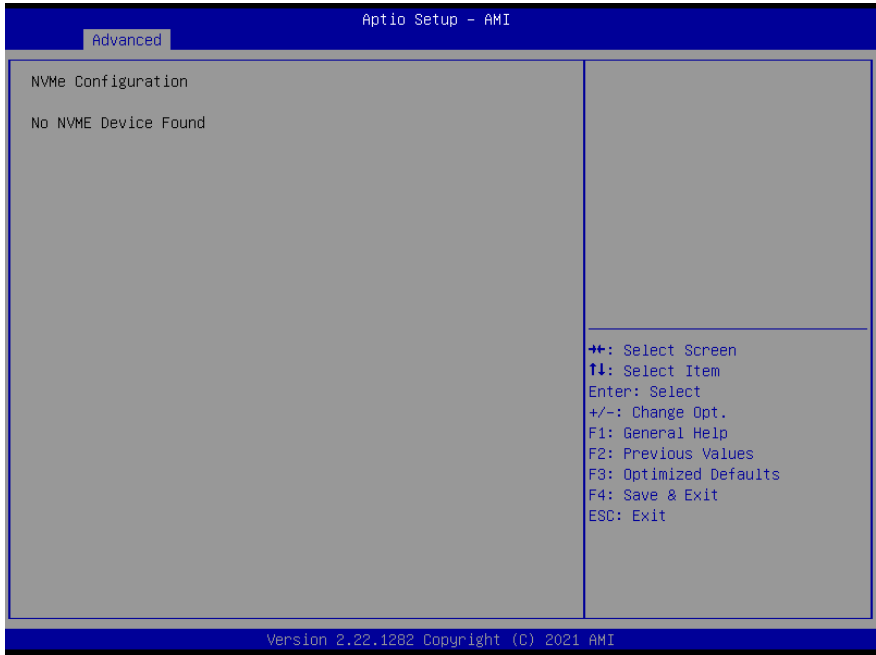 Aptio Setup – AMI
Advanced
NVMe Configuration
No NVME Device Found
→←: Select Screen
↑↓: Select Item
Enter: Select
+/-: Change Opt.
F1: General Help
F2: Previous Values
F3: Optimized Defaults
F4: Save & Exit
ESC: Exit
Version 2.22.1282 Copyright (C) 2021 AMI